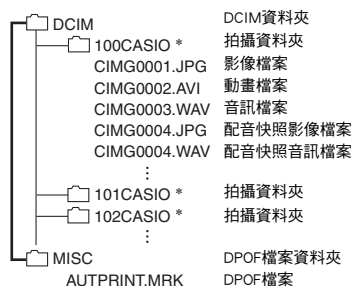 DCIM DCIM資料夾
100CASIO * 拍攝資料夾
CIMG0001.JPG 影像檔案
CIMG0002.AVI 動畫檔案
CIMG0003.WAV 音訊檔案
CIMG0004.JPG 配音快照影像檔案
CIMG0004.WAV 配音快照音訊檔案
⋮
101CASIO * 拍攝資料夾
102CASIO * 拍攝資料夾
⋮
MISC DPOF檔案資料夾
AUTPRINT.MRK DPOF檔案